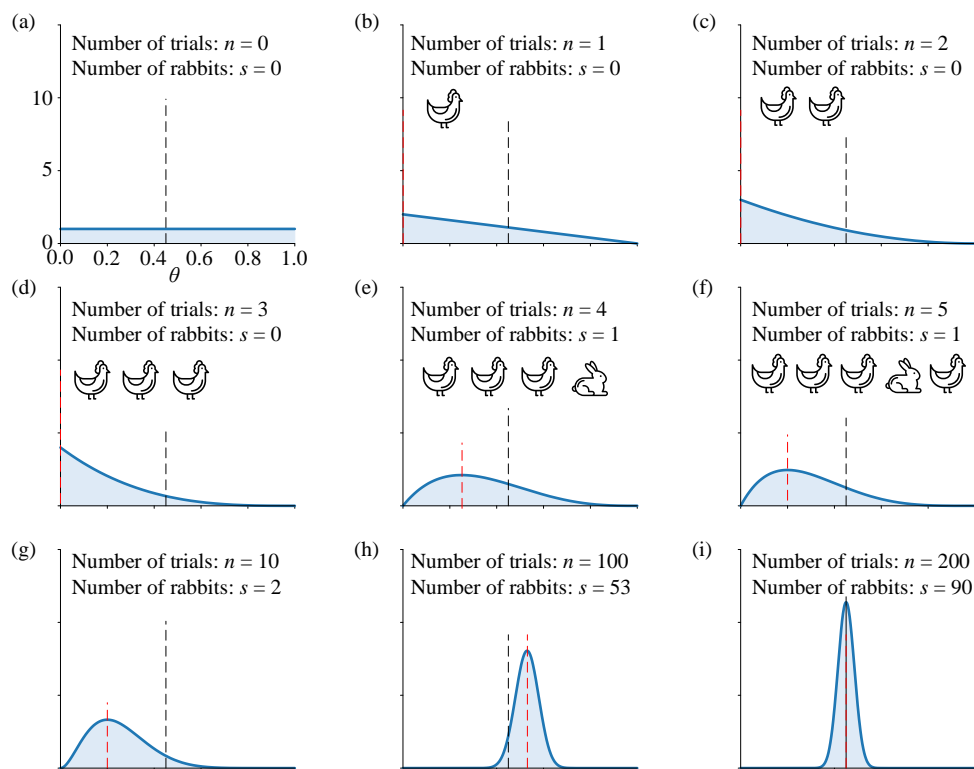 (a)
Number of trials: n = 0
Number of rabbits: s = 0
10
5
0
0.0 0.2 0.4 0.6 0.8 1.0
θ
(b)
Number of trials: n = 1
Number of rabbits: s = 0
(c)
Number of trials: n = 2
Number of rabbits: s = 0
(d)
Number of trials: n = 3
Number of rabbits: s = 0
(e)
Number of trials: n = 4
Number of rabbits: s = 1
(f)
Number of trials: n = 5
Number of rabbits: s = 1
(g)
Number of trials: n = 10
Number of rabbits: s = 2
(h)
Number of trials: n = 100
Number of rabbits: s = 53
(i)
Number of trials: n = 200
Number of rabbits: s = 90